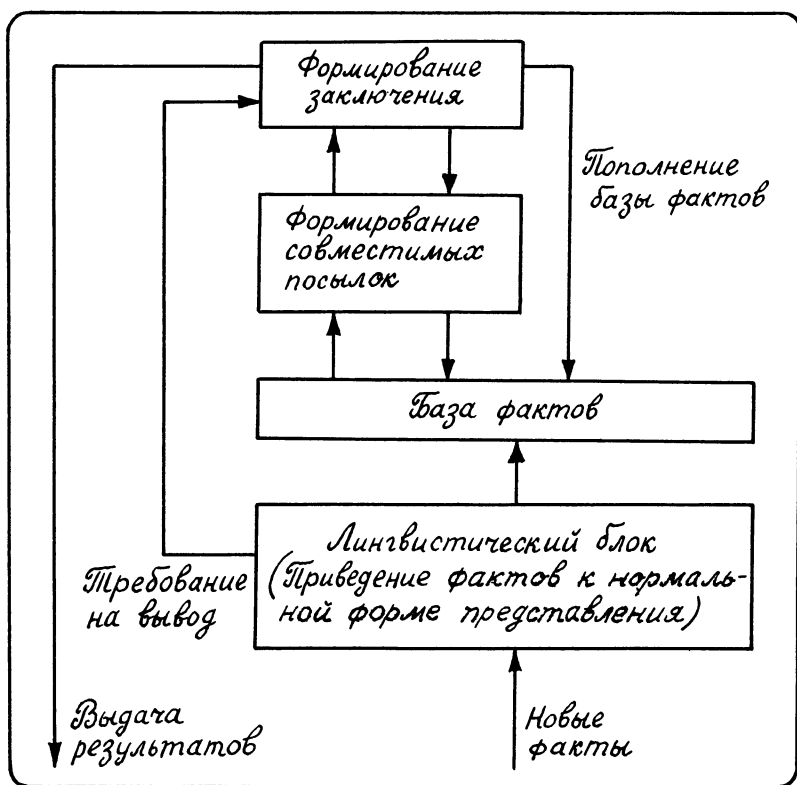 Формирование
заключения
Пополнение
базы фактов
Формирование
совместимых
посылок
База фактов
Лингвистический блок
(Приведение фактов к нормаль-
ной форме представления)
Требование
на вывод
Выдача
результатов
Новые
факты